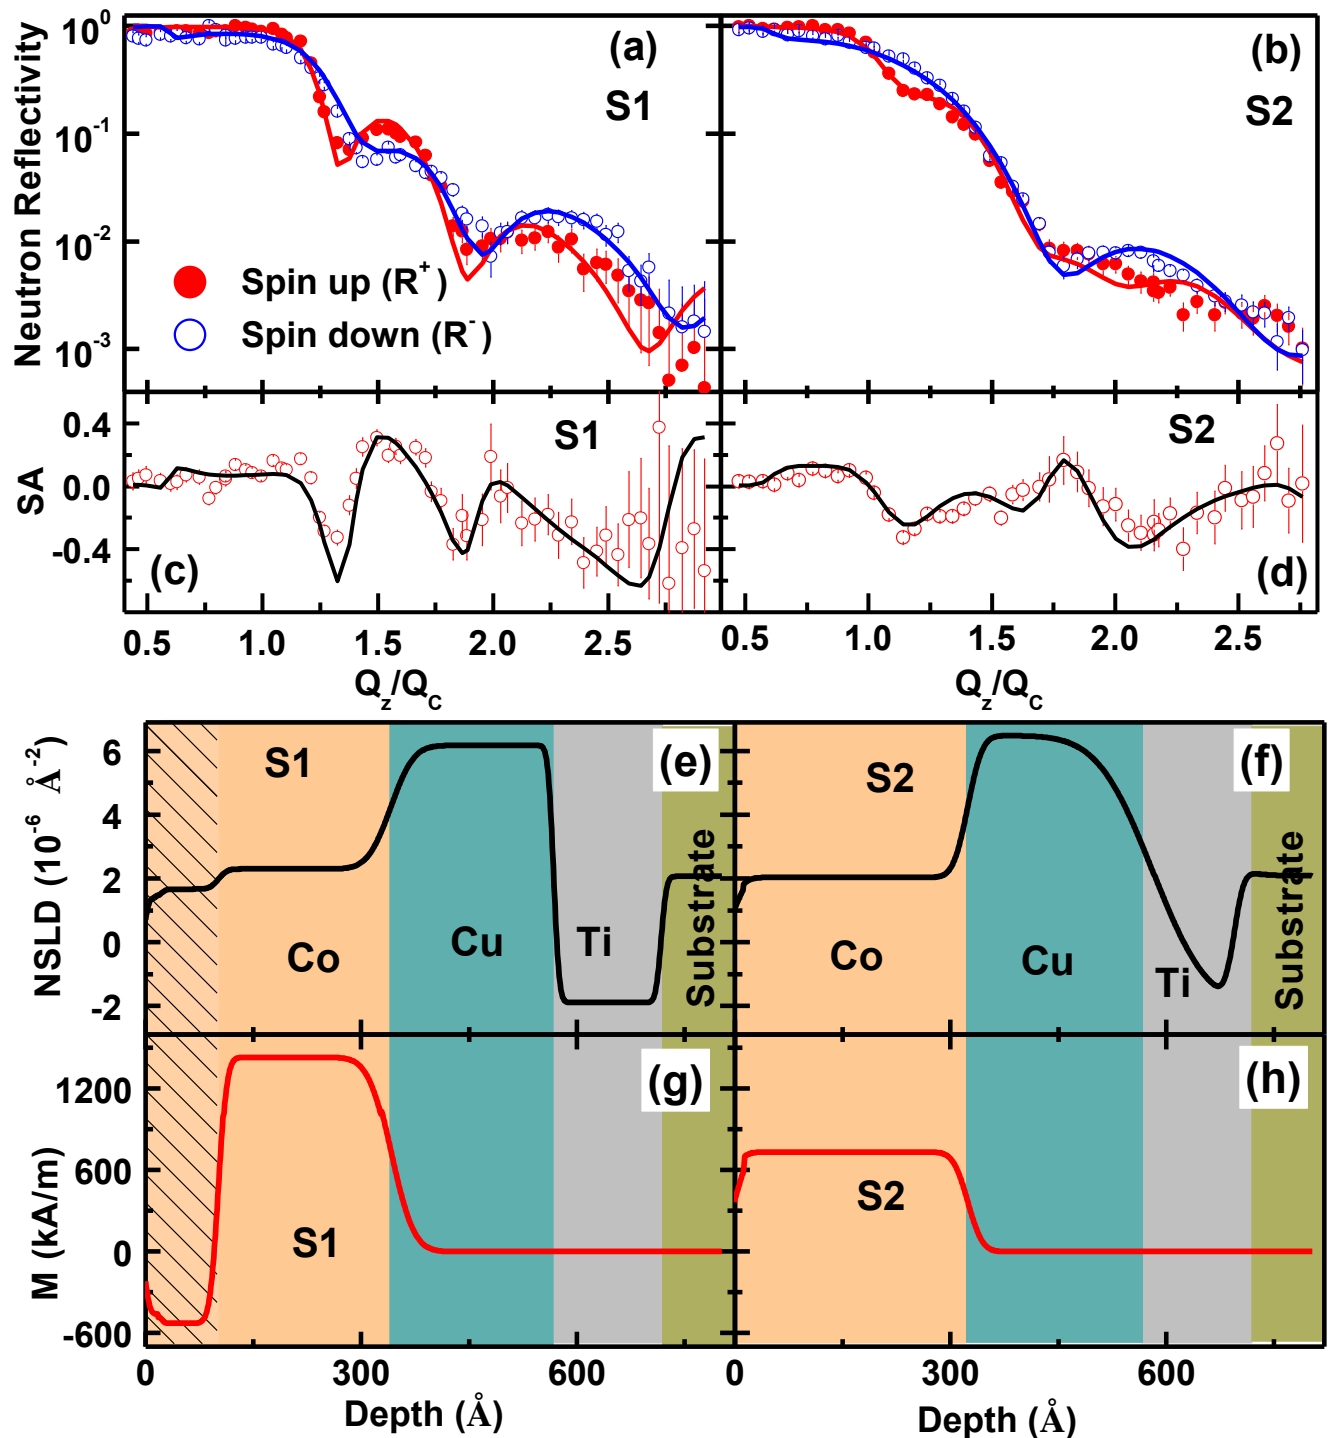 10^0
10^-1
10^-2
10^-3
Neutron Reflectivity
(a)
S1
Spin up (R^+)
Spin down (R^-)
(b)
S2
0.4
0.0
-0.4
SA
S1
(c)
S2
(d)
0.5 1.0 1.5 2.0 2.5
0.5 1.0 1.5 2.0 2.5
Q_z/Q_C
Q_z/Q_C
6
4
2
0
-2
NSLD (10^-6 Å^-2)
S1
(e)
Co
Cu
Ti
Substrate
S2
(f)
Co
Cu
Ti
Substrate
1200
600
0
-600
M (kA/m)
(g)
S1
(h)
S2
0 300 600
0 300 600
Depth (Å)
Depth (Å)